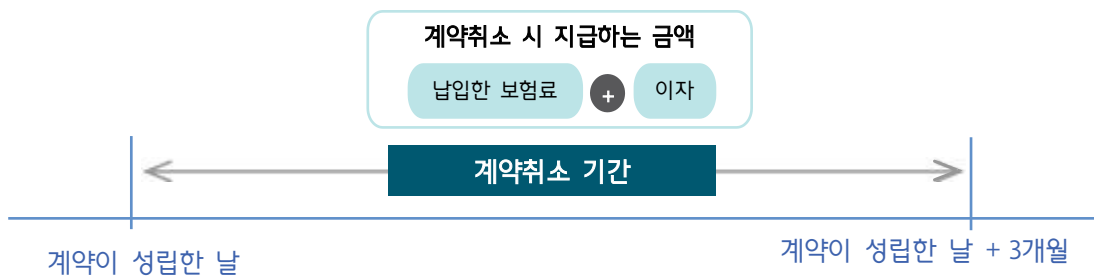 계약취소 시 지급하는 금액
납입한 보험료 + 이자
계약취소 기간
계약이 성립한 날
계약이 성립한 날 + 3개월